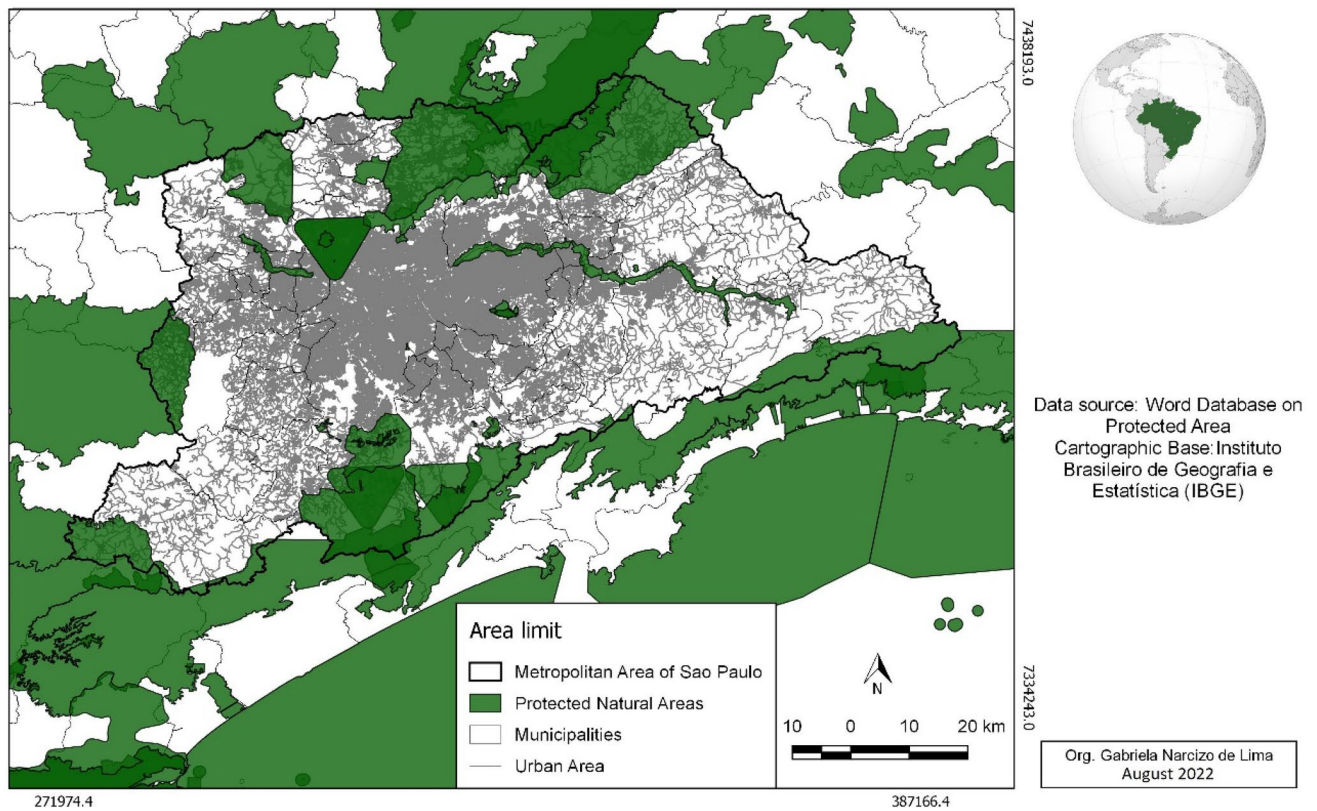 7438193.0
Data source: Word Database on
Protected Area
Cartographic Base:Instituto
Brasileiro de Geografia e
Estatística (IBGE)
Area limit
Metropolitan Area of Sao Paulo
Protected Natural Areas
Municipalities
Urban Area
N
10 0 10 20 km
7334243.0
Org. Gabriela Narcizo de Lima
August 2022
271974.4
387166.4